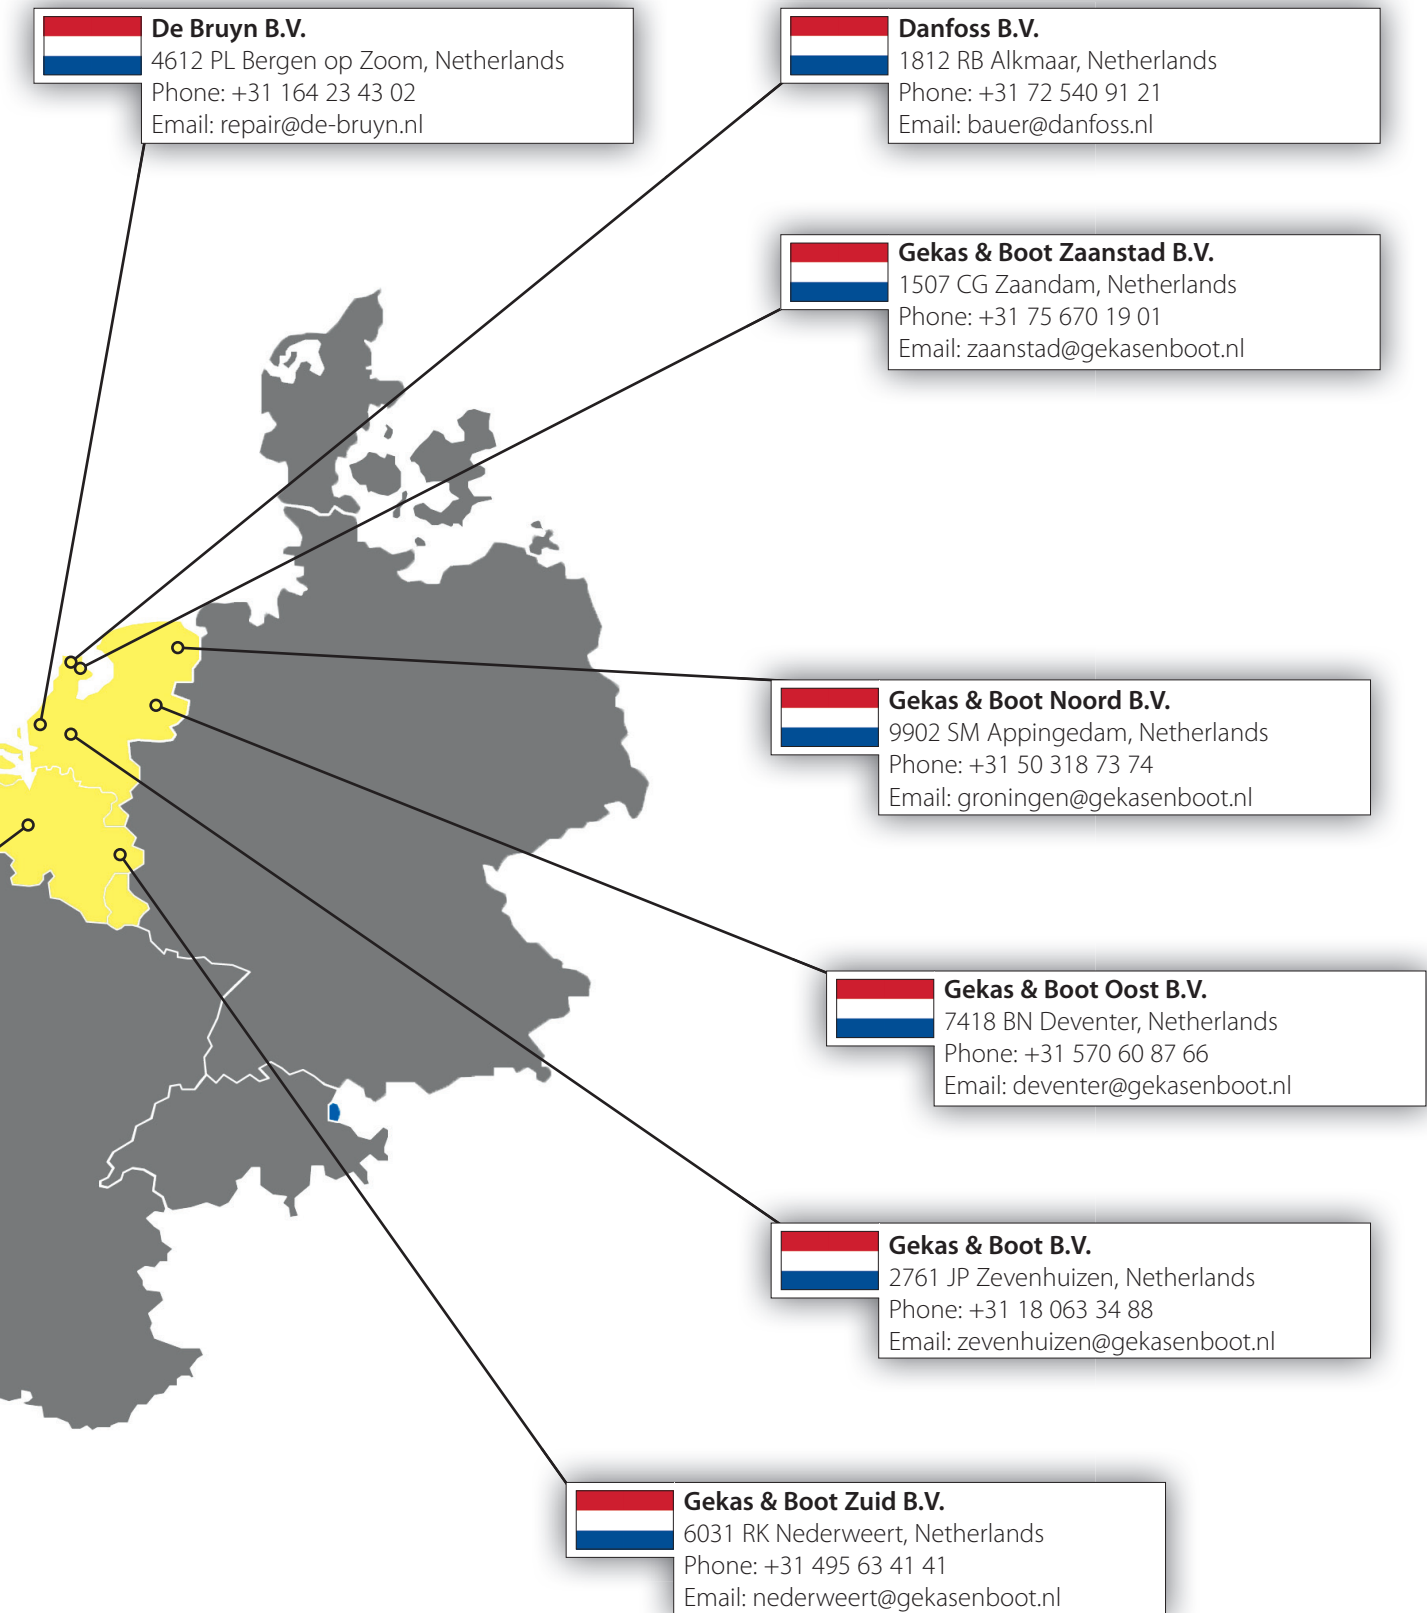 De Bruyn B.V.
4612 PL Bergen op Zoom, Netherlands
Phone: +31 164 23 43 02
Email: repair@de-bruyn.nl
Danfoss B.V.
1812 RB Alkmaar, Netherlands
Phone: +31 72 540 91 21
Email: bauer@danfoss.nl
Gekas & Boot Zaanstad B.V.
1507 CG Zaandam, Netherlands
Phone: +31 75 670 19 01
Email: zaanstad@gekasenboot.nl
Gekas & Boot Noord B.V.
9902 SM Appingedam, Netherlands
Phone: +31 50 318 73 74
Email: groningen@gekasenboot.nl
Gekas & Boot Oost B.V.
7418 BN Deventer, Netherlands
Phone: +31 570 60 87 66
Email: deventer@gekasenboot.nl
Gekas & Boot B.V.
2761 JP Zevenhuizen, Netherlands
Phone: +31 18 063 34 88
Email: zevenhuizen@gekasenboot.nl
Gekas & Boot Zuid B.V.
6031 RK Nederweert, Netherlands
Phone: +31 495 63 41 41
Email: nederweert@gekasenboot.nl